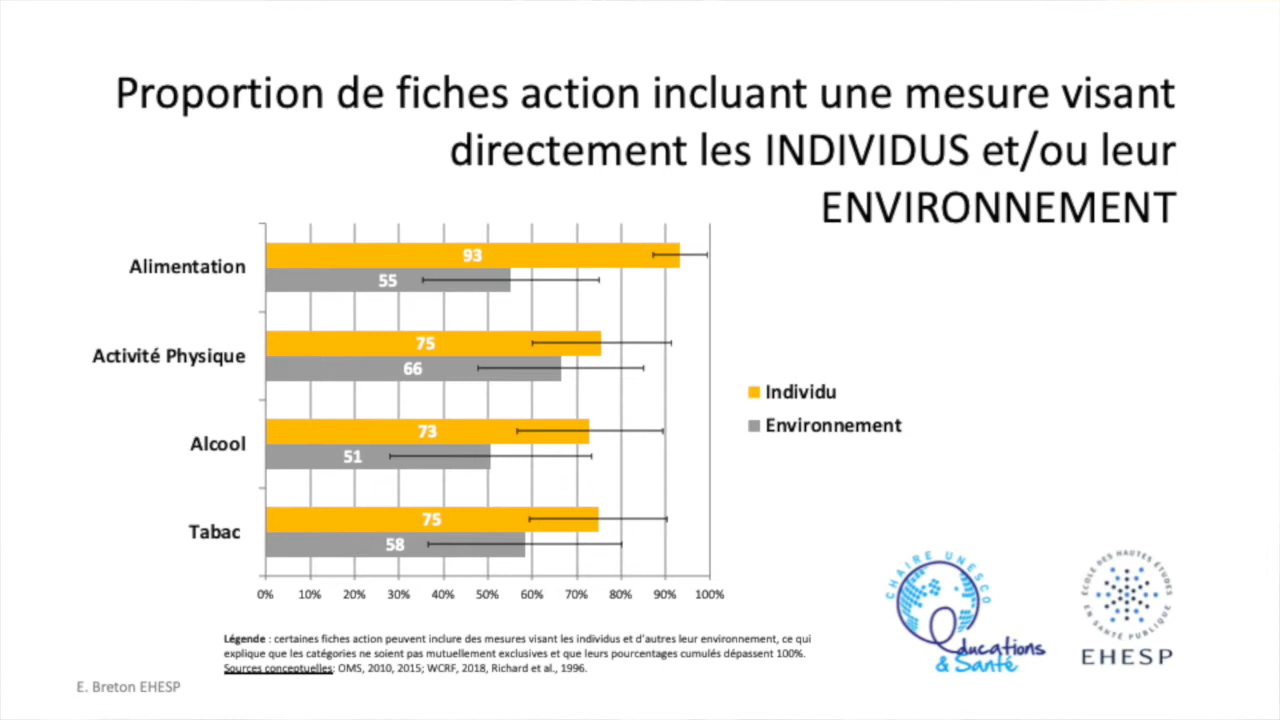 Proportion de fiches action incluant une mesure visant
directement les INDIVIDUS et/ou leur
ENVIRONNEMENT
Alimentation
93
55
Activité Physique
75
66
Alcool
73
51
Tabac
75
58
0% 10% 20% 30% 40% 50% 60% 70% 80% 90% 100%
Individu
Environnement
Légende : certaines fiches action peuvent inclure des mesures visant les individus et d'autres leur environnement, ce qui
explique que les catégories ne soient pas mutuellement exclusives et que leurs pourcentages cumulés dépassent 100%.
Sources conceptuelles: OMS, 2010, 2015; WCRF, 2018, Richard et al., 1996.
E. Breton EHESP
CHAIRE UNESCO
Educations
& Santé
ÉCOLE DES HAUTES ÉTUDES
EN SANTÉ PUBLIQUE
EHESP